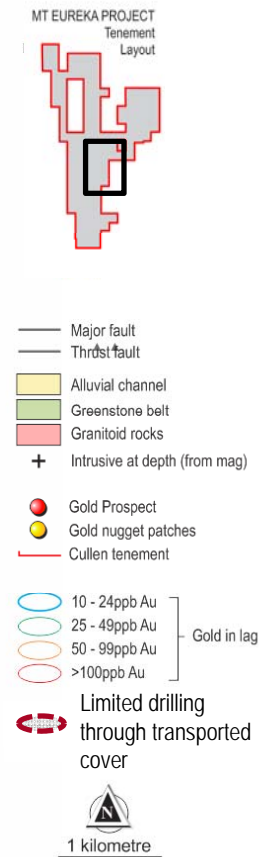 MT EUREKA PROJECT
Tenement
Layout
Major fault
Thrust fault
Alluvial channel
Greenstone belt
Granitoid rocks
Intrusive at depth (from mag)
Gold Prospect
Gold nugget patches
Cullen tenement
10 - 24ppb Au
25 - 49ppb Au
Gold in lag
50 - 99ppb Au
>100ppb Au
Limited drilling
through transported
cover
N
1 kilometre